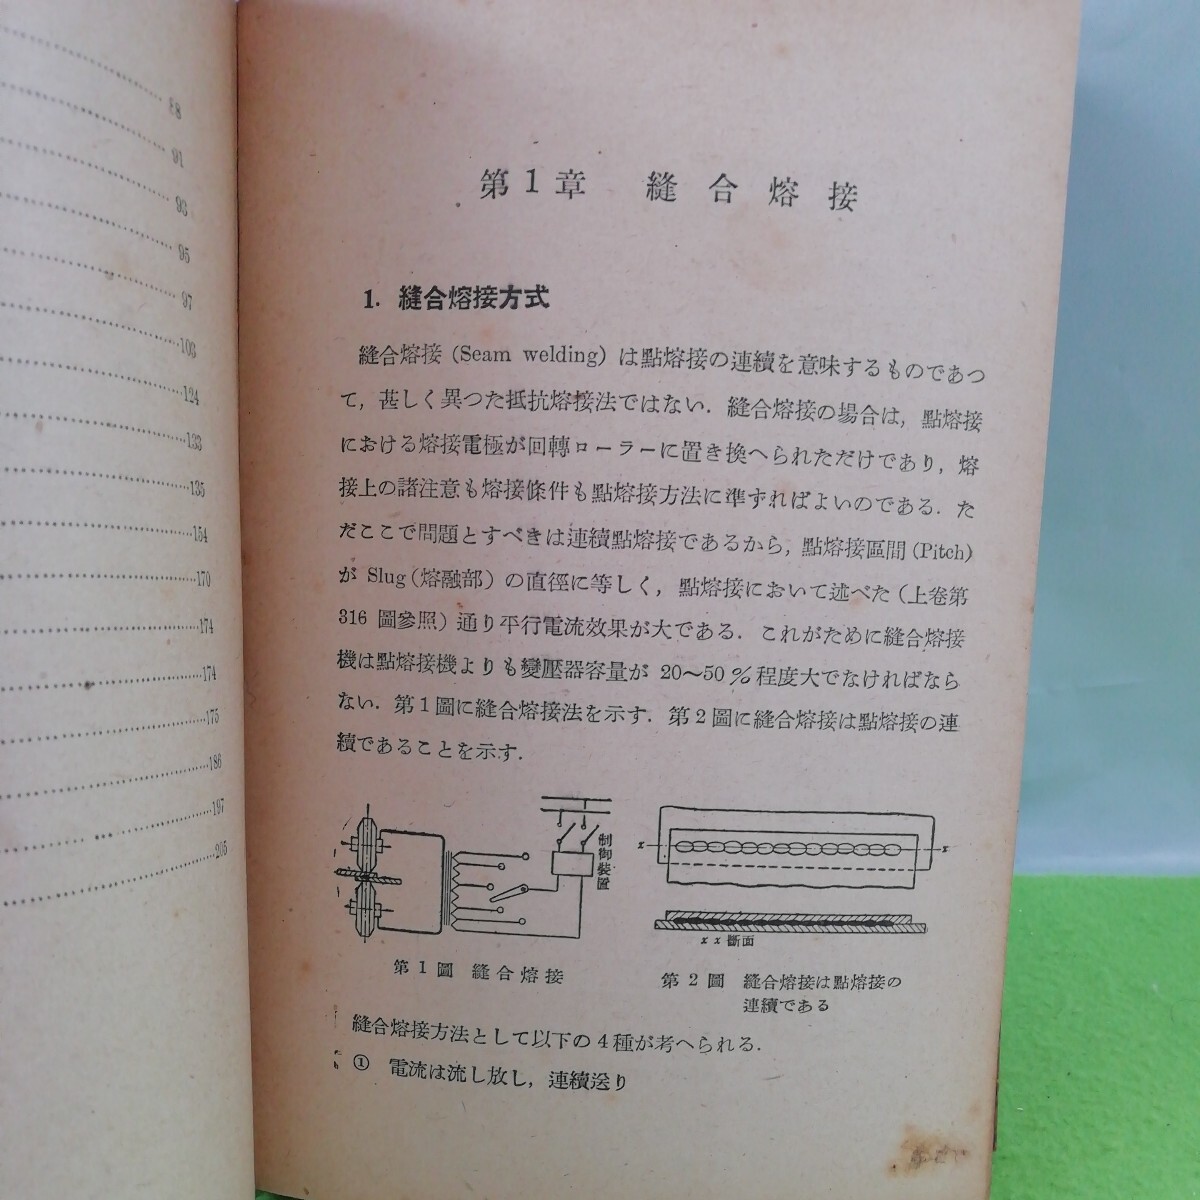 83
91
93
95
97
103
124
133
135
154
170
174
174
175
186
197
205
第1章 縫合熔接
1. 縫合熔接方式
縫合熔接 (Seam welding) は點熔接の連續を意味するものであつ
て, 甚しく異つた抵抗熔接法ではない. 縫合熔接の場合は, 點熔接
における熔接電極が回轉ローラーに置き換へられただけであり, 熔
接上の諸注意も熔接條件も點熔接方法に準ずればよいのである. た
だここで問題とすべきは連續點熔接であるから, 點熔接區間 (Pitch)
が Slug (熔融部) の直徑に等しく, 點熔接において述べた (上卷第
316 圖參照) 通り平行電流効果が大である. これがために縫合熔接
機は點熔接機よりも變壓器容量が 20〜50 % 程度大でなければなら
ない. 第1圖に縫合熔接法を示す. 第2圖に縫合熔接は點熔接の連
續であることを示す.
制御裝置
x x
x x 斷面
第1圖 縫合熔接
第2圖 縫合熔接は點熔接の
連續である
縫合熔接方法として以下の4種が考へられる.
① 電流は流し放し, 連續送り